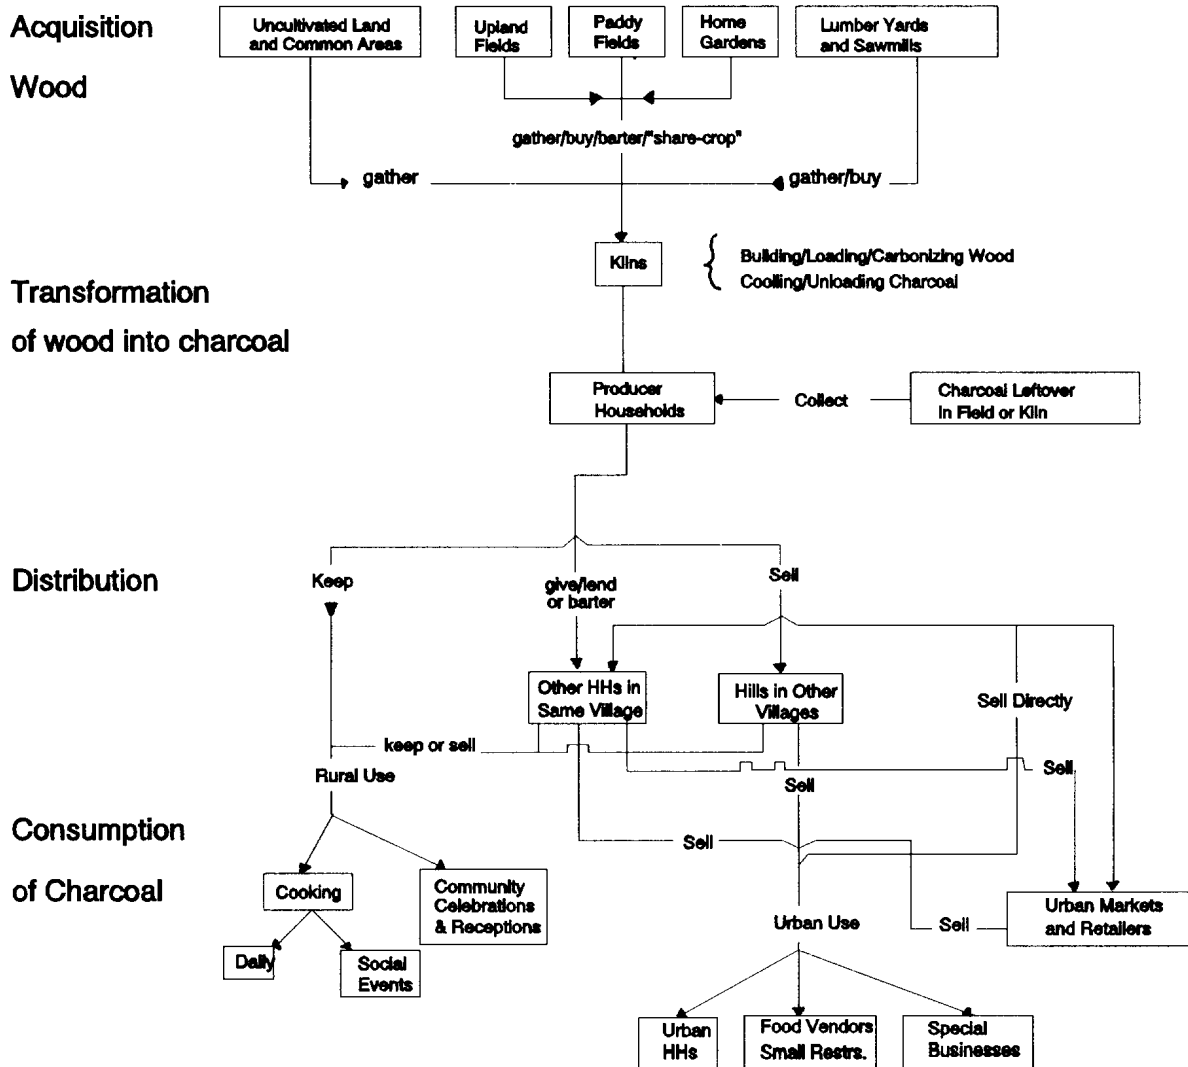 Acquisition
Wood
Uncultivated Land
and Common Areas
Upland
Fields
Paddy
Fields
Home
Gardens
Lumber Yards
and Sawmills
gather/buy/barter/"share-crop"
gather
gather/buy
Kilns
Building/Loading/Carbonizing Wood
Coolling/Unloading Charcoal
Transformation
of wood into charcoal
Producer
Households
Collect
Charcoal Leftover
in Field or Kiln
Distribution
Keep
give/lend
or barter
Sell
Other HHs in
Same Village
Hills in Other
Villages
Sell Directly
keep or sell
Rural Use
Sell
Sell
Consumption
of Charcoal
Sell
Cooking
Community
Celebrations
& Receptions
Urban Use
Sell
Urban Markets
and Retailers
Daily
Social
Events
Urban
HHs
Food Vendors
Small Restrs.
Special
Businesses